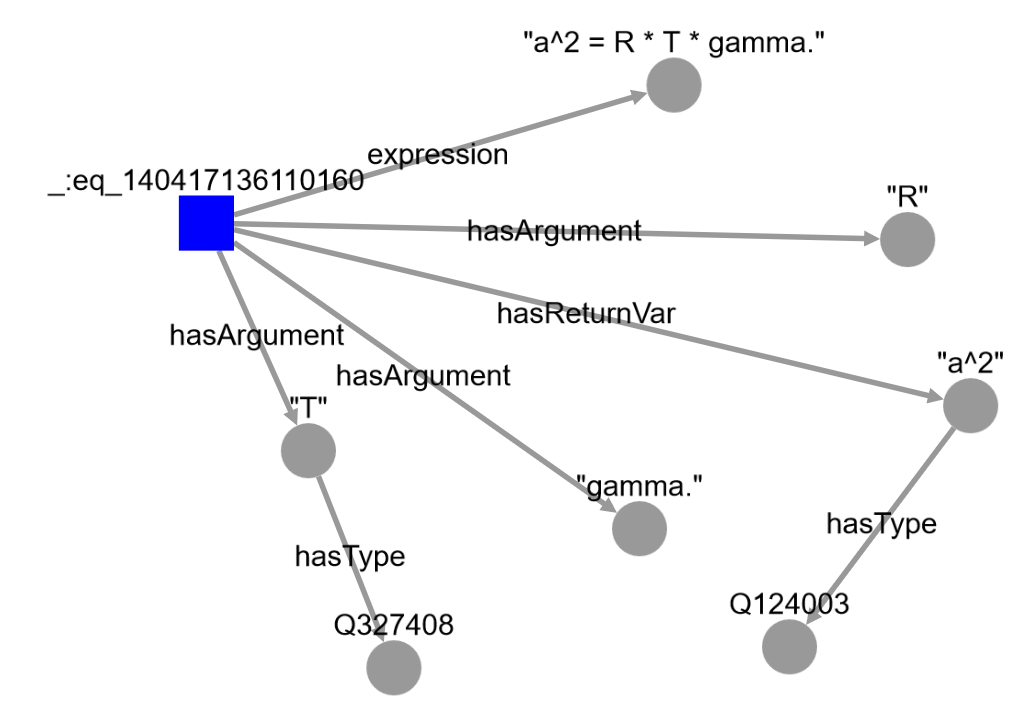 "a^2 = R * T * gamma."
expression
_:eq_140417136110160
"R"
hasArgument
hasReturnVar
hasArgument
"a^2"
hasArgument
"T"
"gamma."
hasType
hasType
Q124003
Q327408